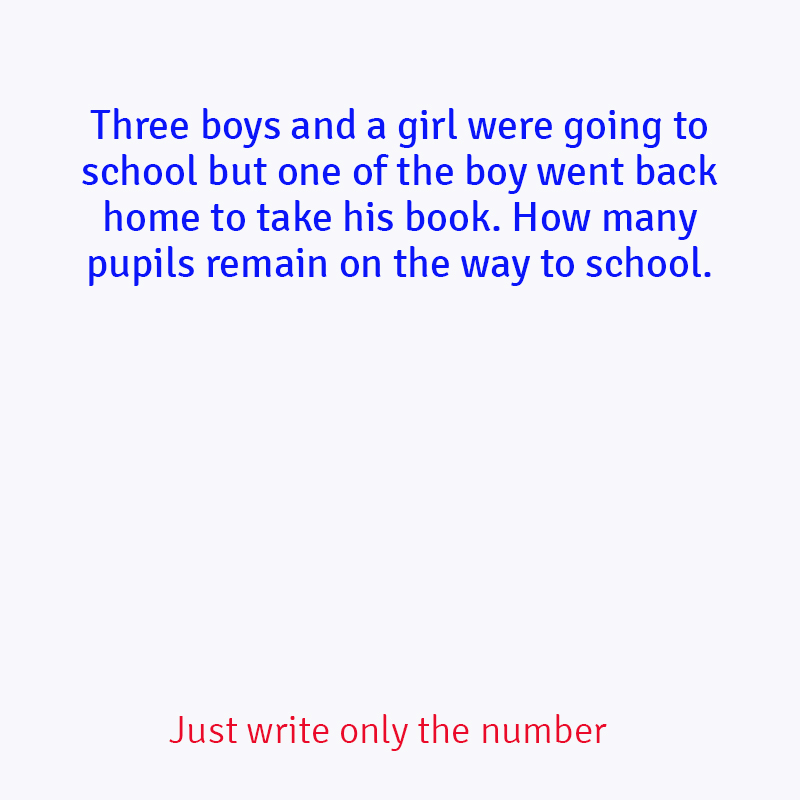 Three boys and a girl were going to
school but one of the boy went back
home to take his book. How many
pupils remain on the way to school.
Just write only the number